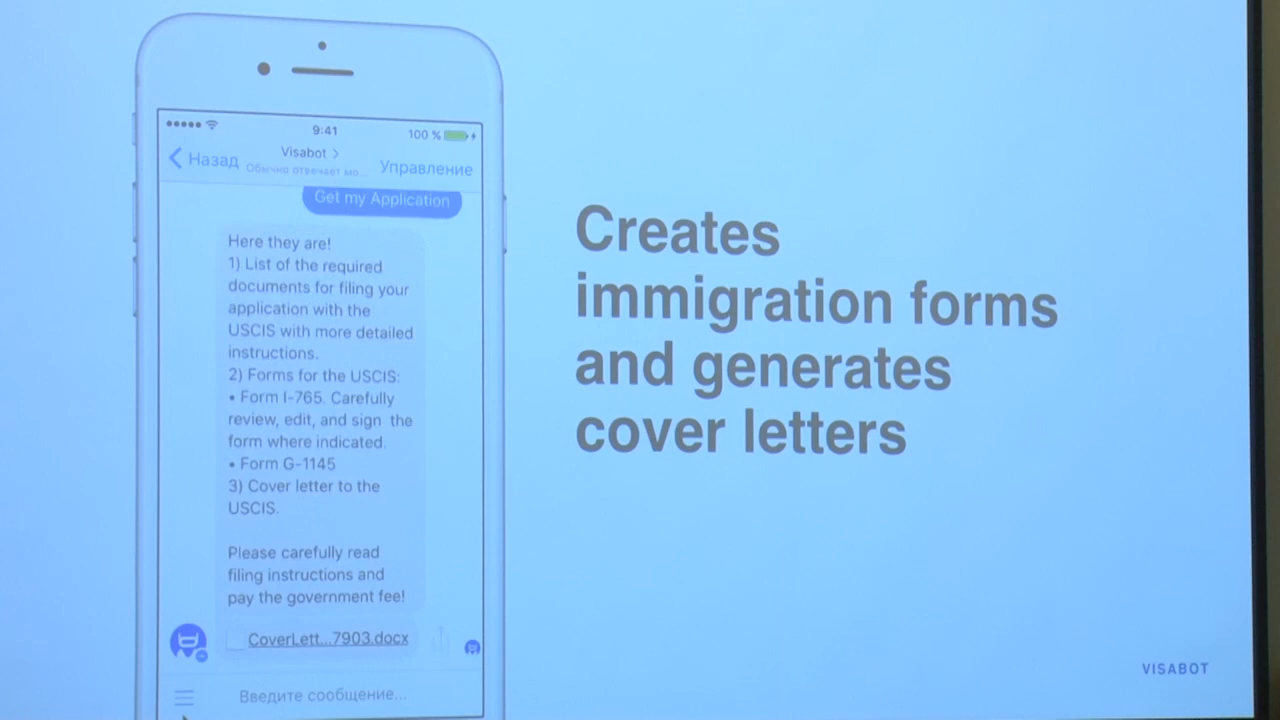 9:41
100 %
Назад
Visabot
Обычно отвечает мо...
Управление
Get my Application
Here they are!
1) List of the required
documents for filing your
application with the
USCIS with more detailed
instructions.
2) Forms for the USCIS:
• Form I-765. Carefully
review, edit, and sign the
form where indicated.
• Form G-1145
3) Cover letter to the
USCIS.
Please carefully read
filing instructions and
pay the government fee!
CoverLett...7903.docx
Введите сообщение...
Creates
immigration forms
and generates
cover letters
VISABOT